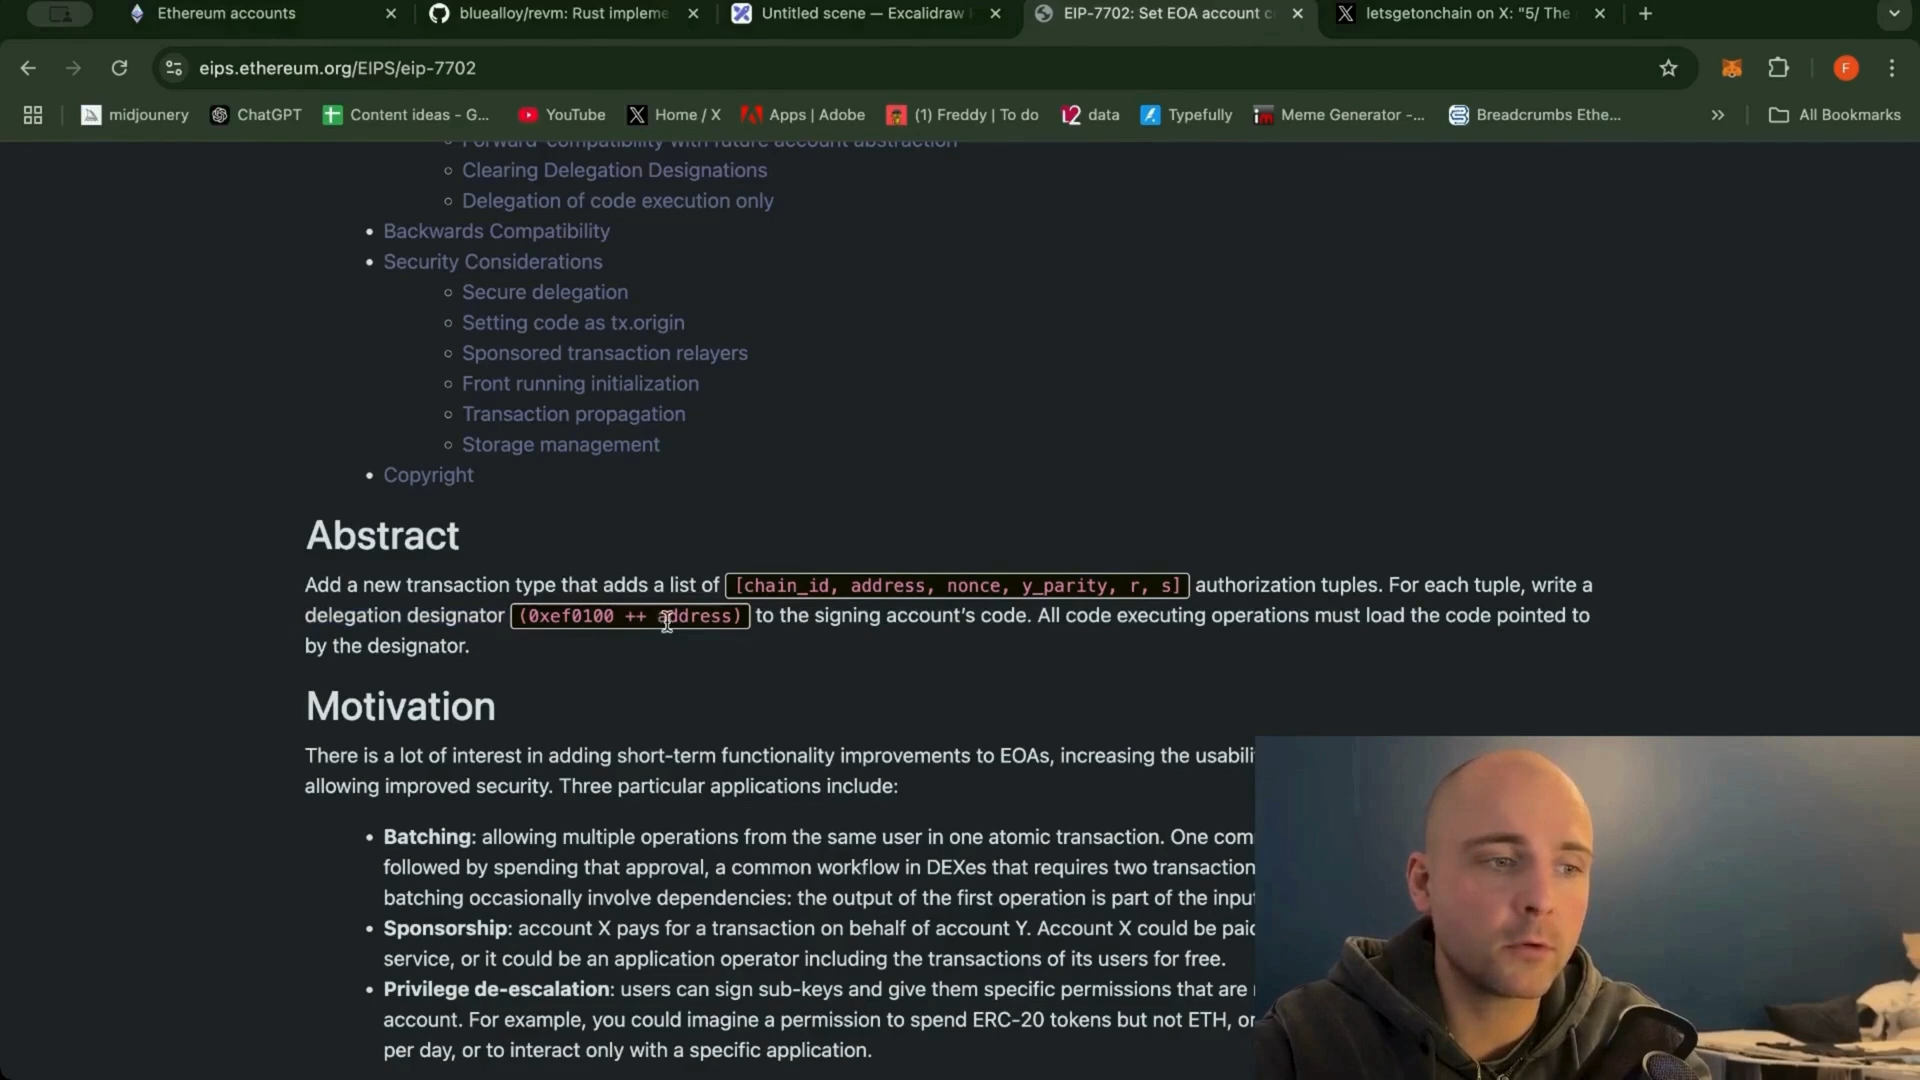 Ethereum accounts
bluealloy/revm: Rust impleme
Untitled scene — Excalidraw
EIP-7702: Set EOA account c
letsgetonchain on X: "5/ The
eips.ethereum.org/EIPS/eip-7702
F
midjounery
ChatGPT
Content ideas - G...
YouTube
Home / X
Apps | Adobe
(1) Freddy | To do
data
Typefully
Meme Generator -...
Breadcrumbs Ethe...
All Bookmarks
Forward-compatibility with future account abstraction
Clearing Delegation Designations
Delegation of code execution only
Backwards Compatibility
Security Considerations
Secure delegation
Setting code as tx.origin
Sponsored transaction relayers
Front running initialization
Transaction propagation
Storage management
Copyright
Abstract
Add a new transaction type that adds a list of [chain_id, address, nonce, y_parity, r, s] authorization tuples. For each tuple, write a
delegation designator (0xef0100 ++ address) to the signing account's code. All code executing operations must load the code pointed to
by the designator.
Motivation
There is a lot of interest in adding short-term functionality improvements to EOAs, increasing the usabili
allowing improved security. Three particular applications include:
Batching: allowing multiple operations from the same user in one atomic transaction. One com
followed by spending that approval, a common workflow in DEXes that requires two transaction
batching occasionally involve dependencies: the output of the first operation is part of the input
Sponsorship: account X pays for a transaction on behalf of account Y. Account X could be paid
service, or it could be an application operator including the transactions of its users for free.
Privilege de-escalation: users can sign sub-keys and give them specific permissions that are
account. For example, you could imagine a permission to spend ERC-20 tokens but not ETH, or
per day, or to interact only with a specific application.